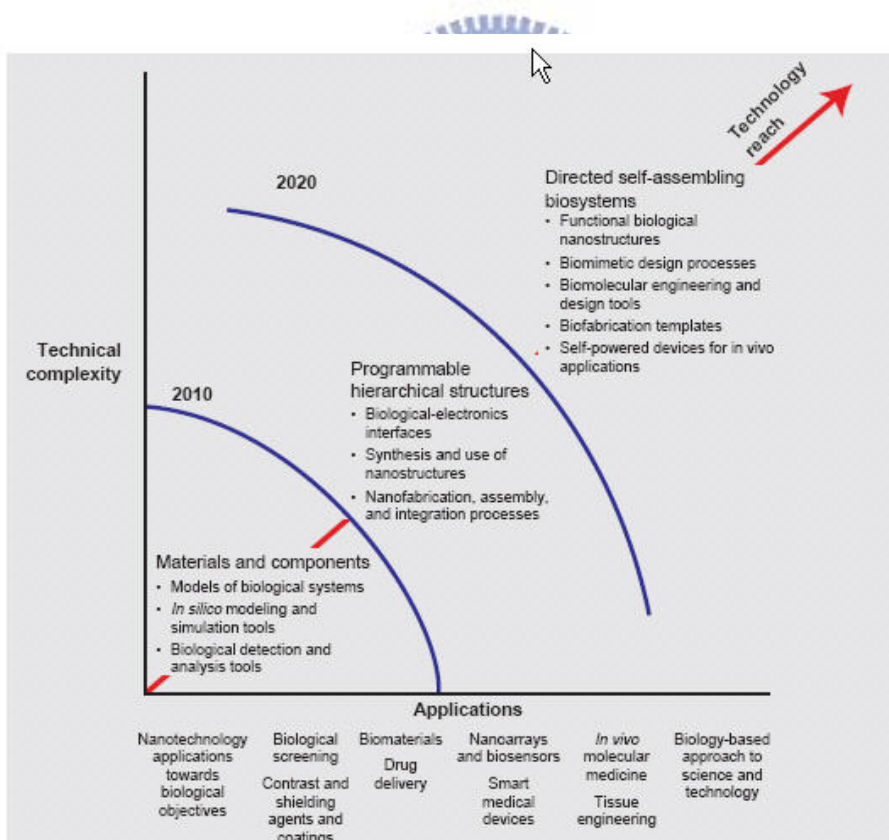 Technology
reach
2020
Directed self-assembling
biosystems
• Functional biological
nanostructures
• Biomimetic design processes
• Biomolecular engineering and
design tools
• Biofabrication templates
• Self-powered devices for in vivo
applications
Technical
complexity
Programmable
hierarchical structures
• Biological-electronics
interfaces
• Synthesis and use of
nanostructures
• Nanofabrication, assembly,
and integration processes
2010
Materials and components
• Models of biological systems
• In silico modeling and
simulation tools
• Biological detection and
analysis tools
Applications
Nanotechnology
applications
towards
biological
objectives
Biological
screening
Contrast and
shielding
agents and
coatings
Biomaterials
Drug
delivery
Nanoarrays
and biosensors
Smart
medical
devices
In vivo
molecular
medicine
Tissue
engineering
Biology-based
approach to
science and
technology